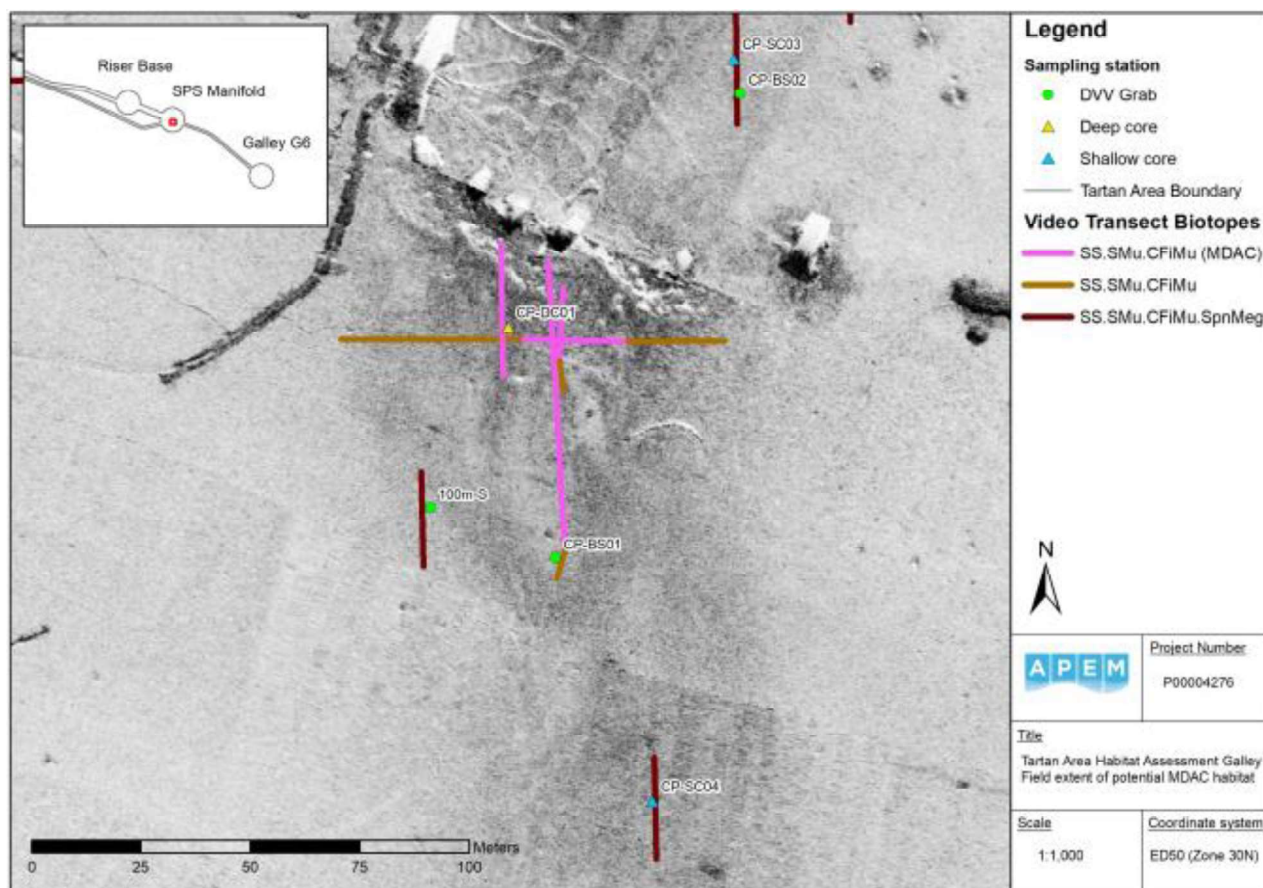 Riser Base
SPS Manifold
Galley G6
CP-SC03
CP-BS02
CP-DC01
100m-S
CP-BS01
CP-SC04
Meters
0 25 50 75 100
Legend
Sampling station
DVV Grab
Deep core
Shallow core
Tartan Area Boundary
Video Transect Biotopes
SS.SMu.CFiMu (MDAC)
SS.SMu.CFiMu
SS.SMu.CFiMu.SpnMeg
N
APEM
Project Number
P00004276
Title
Tartan Area Habitat Assessment Galley
Field extent of potential MDAC habitat
Scale
1:1,000
Coordinate system
ED50 (Zone 30N)